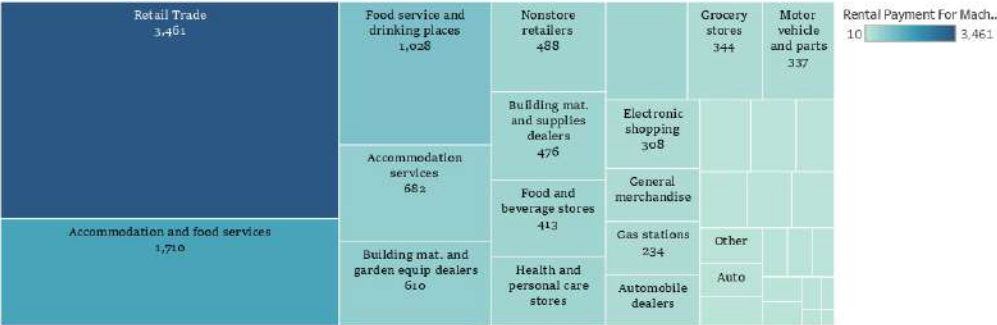 Retail Trade
3,461
Accommodation and food services
1,710
Food service and
drinking places
1,028
Accommodation
services
682
Building mat. and
garden equip dealers
610
Nonstore
retailers
488
Building mat.
and supplies
dealers
476
Food and
beverage stores
413
Health and
personal care
stores
Grocery
stores
344
Motor
vehicle
and parts
337
Electronic
shopping
308
General
merchandise
Gas stations
234
Automobile
dealers
Other
Auto
Rental Payment For Mach..
10 3,461